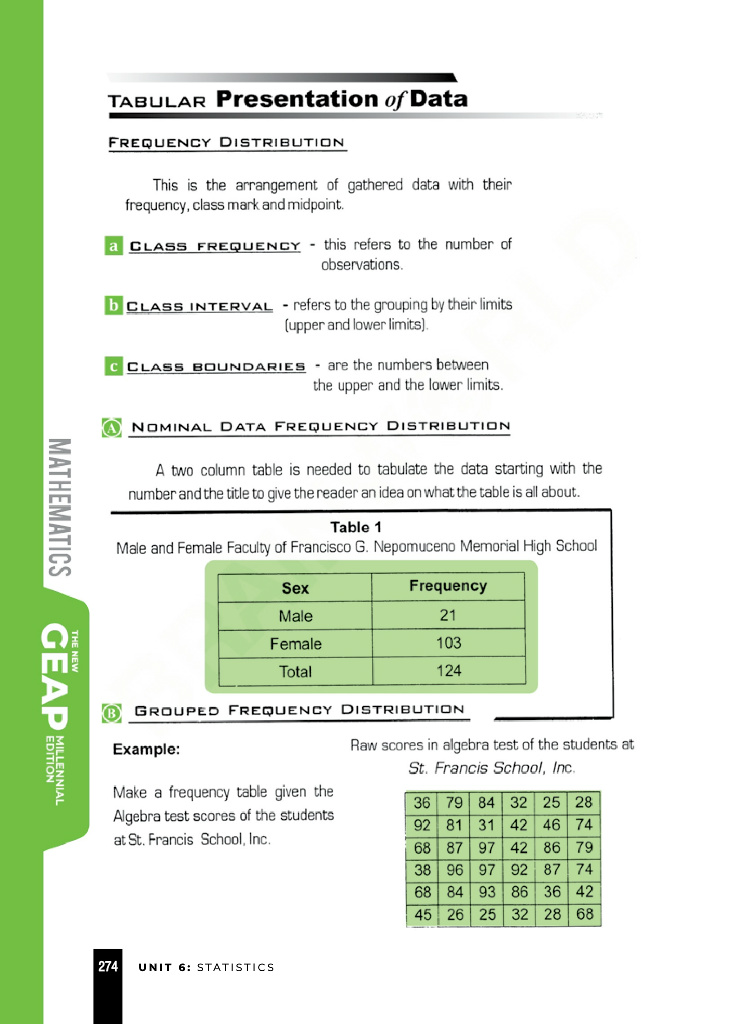 TABULAR Presentation of Data
FREQUENCY DISTRIBUTION
This is the arrangement of gathered data with their
frequency, class mark and midpoint.
a CLASS FREQUENCY - this refers to the number of
observations.
b CLASS INTERVAL - refers to the grouping by their limits
(upper and lower limits).
c CLASS BOUNDARIES - are the numbers between
the upper and the lower limits.
A NOMINAL DATA FREQUENCY DISTRIBUTION
A two column table is needed to tabulate the data starting with the
number and the title to give the reader an idea on what the table is all about.
Table 1
Male and Female Faculty of Francisco G. Nepomuceno Memorial High School
Sex Frequency
Male 21
Female 103
Total 124
B GROUPED FREQUENCY DISTRIBUTION
Example:
Make a frequency table given the
Algebra test scores of the students
at St. Francis School, Inc.
Raw scores in algebra test of the students at
St. Francis School, Inc.
36 79 84 32 25 28
92 81 31 42 46 74
68 87 97 42 86 79
38 96 97 92 87 74
68 84 93 86 36 42
45 26 25 32 28 68
MATHEMATICS
THE NEW
GEAP
MILLENNIAL
EDITION
274 UNIT 6: STATISTICS